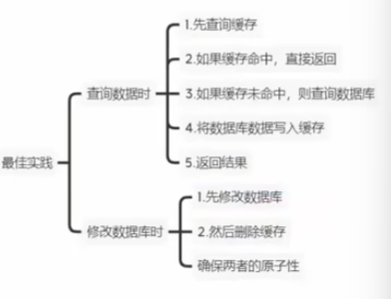 最佳实践
查询数据时
1.先查询缓存
2.如果缓存命中，直接返回
3.如果缓存未命中，则查询数据库
4.将数据库数据写入缓存
5.返回结果
修改数据库时
1.先修改数据库
2.然后删除缓存
确保两者的原子性